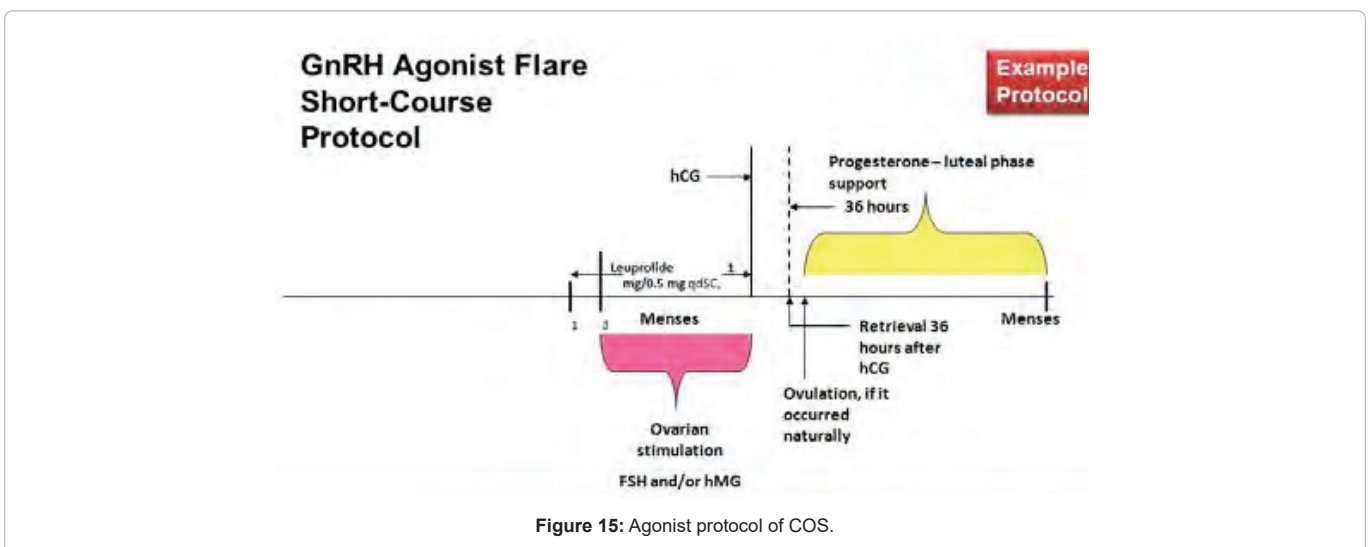 GnRH Agonist Flare
Short-Course
Protocol
Example
Protocol
hCG
Progesterone – luteal phase
support
36 hours
Leuprolide 1
mg/0.5 mg qdSC,
1
3
Menses
Retrieval 36
hours after
hCG
Menses
Ovulation, if it
occurred
naturally
Ovarian
stimulation
FSH and/or hMG
Figure 15: Agonist protocol of COS.